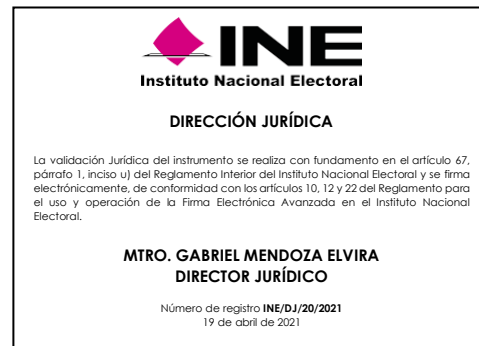 INE
Instituto Nacional Electoral
DIRECCIÓN JURÍDICA
La validación Jurídica del instrumento se realiza con fundamento en el artículo 67,
párrafo 1, inciso u) del Reglamento Interior del Instituto Nacional Electoral y se firma
electrónicamente, de conformidad con los artículos 10, 12 y 22 del Reglamento para
el uso y operación de la Firma Electrónica Avanzada en el Instituto Nacional
Electoral.
MTRO. GABRIEL MENDOZA ELVIRA
DIRECTOR JURÍDICO
Número de registro INE/DJ/20/2021
19 de abril de 2021